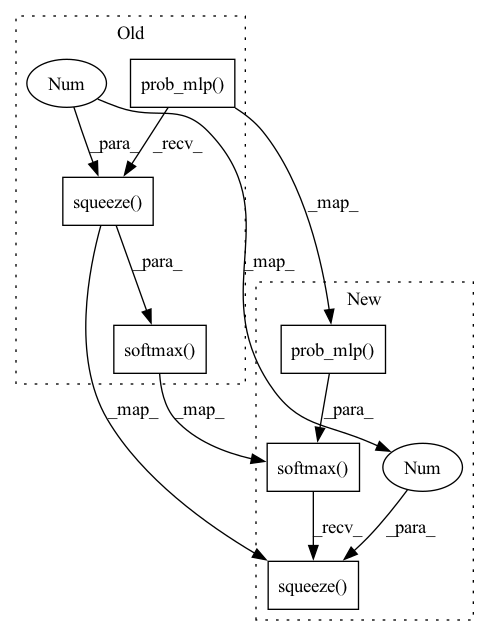 Old
Num
prob_mlp()
_para_
_recv_
squeeze()
_map_
_para_
_map_
New
softmax()
prob_mlp()
_map_
_map_
_para_
softmax()
Num
_recv_
_para_
squeeze()